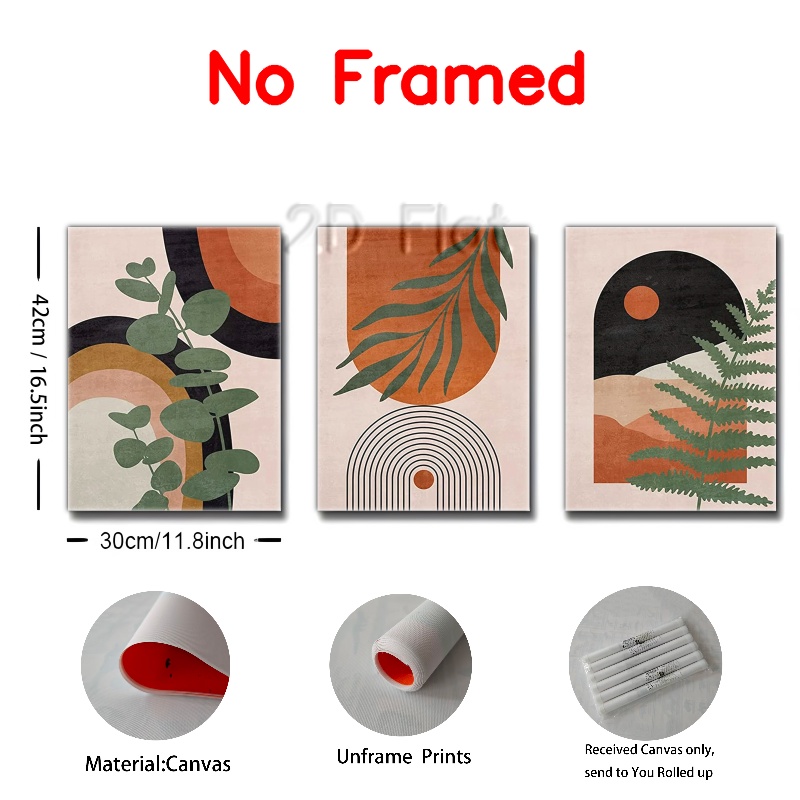 No Framed
2D Flat
42cm / 16.5inch
30cm/11.8inch
Material:Canvas
Unframe Prints
Received Canvas only,
send to You Rolled up